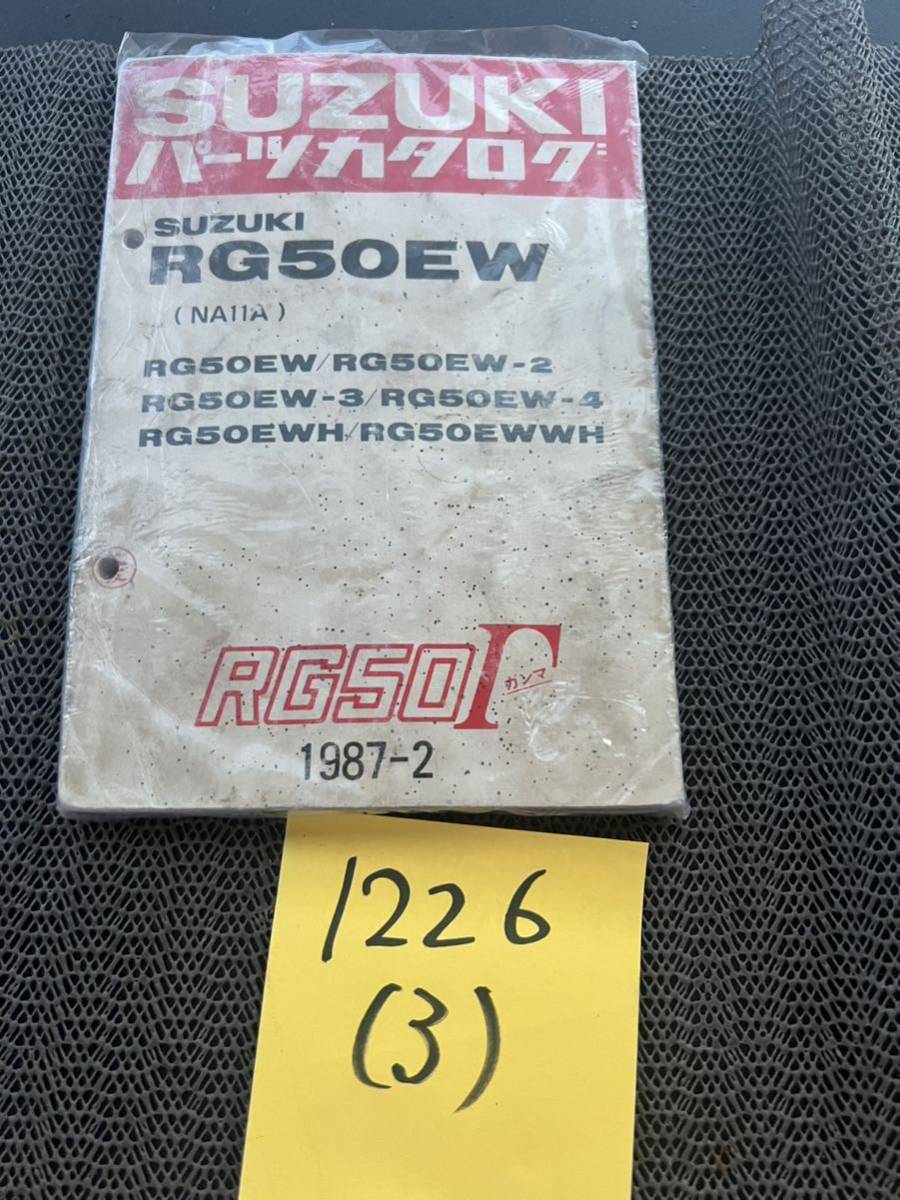 SUZUKI
パーツカタログ
SUZUKI
RG50EW
(NA11A)
RG50EW/RG50EW-2
RG50EW-3/RG50EW-4
RG50EWH/RG50EWWH
RG50Γ
ガンマ
1987-2
1226
(3)